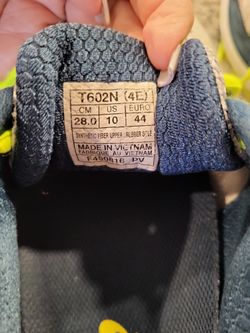 T602N (4E)
CM US EURO
28.0 10 44
SYNTHETIC FIBER UPPER RUBBER SOLE
MADE IN VIETNAM
FABRIQUE AU VIETNAM
F499816 PV